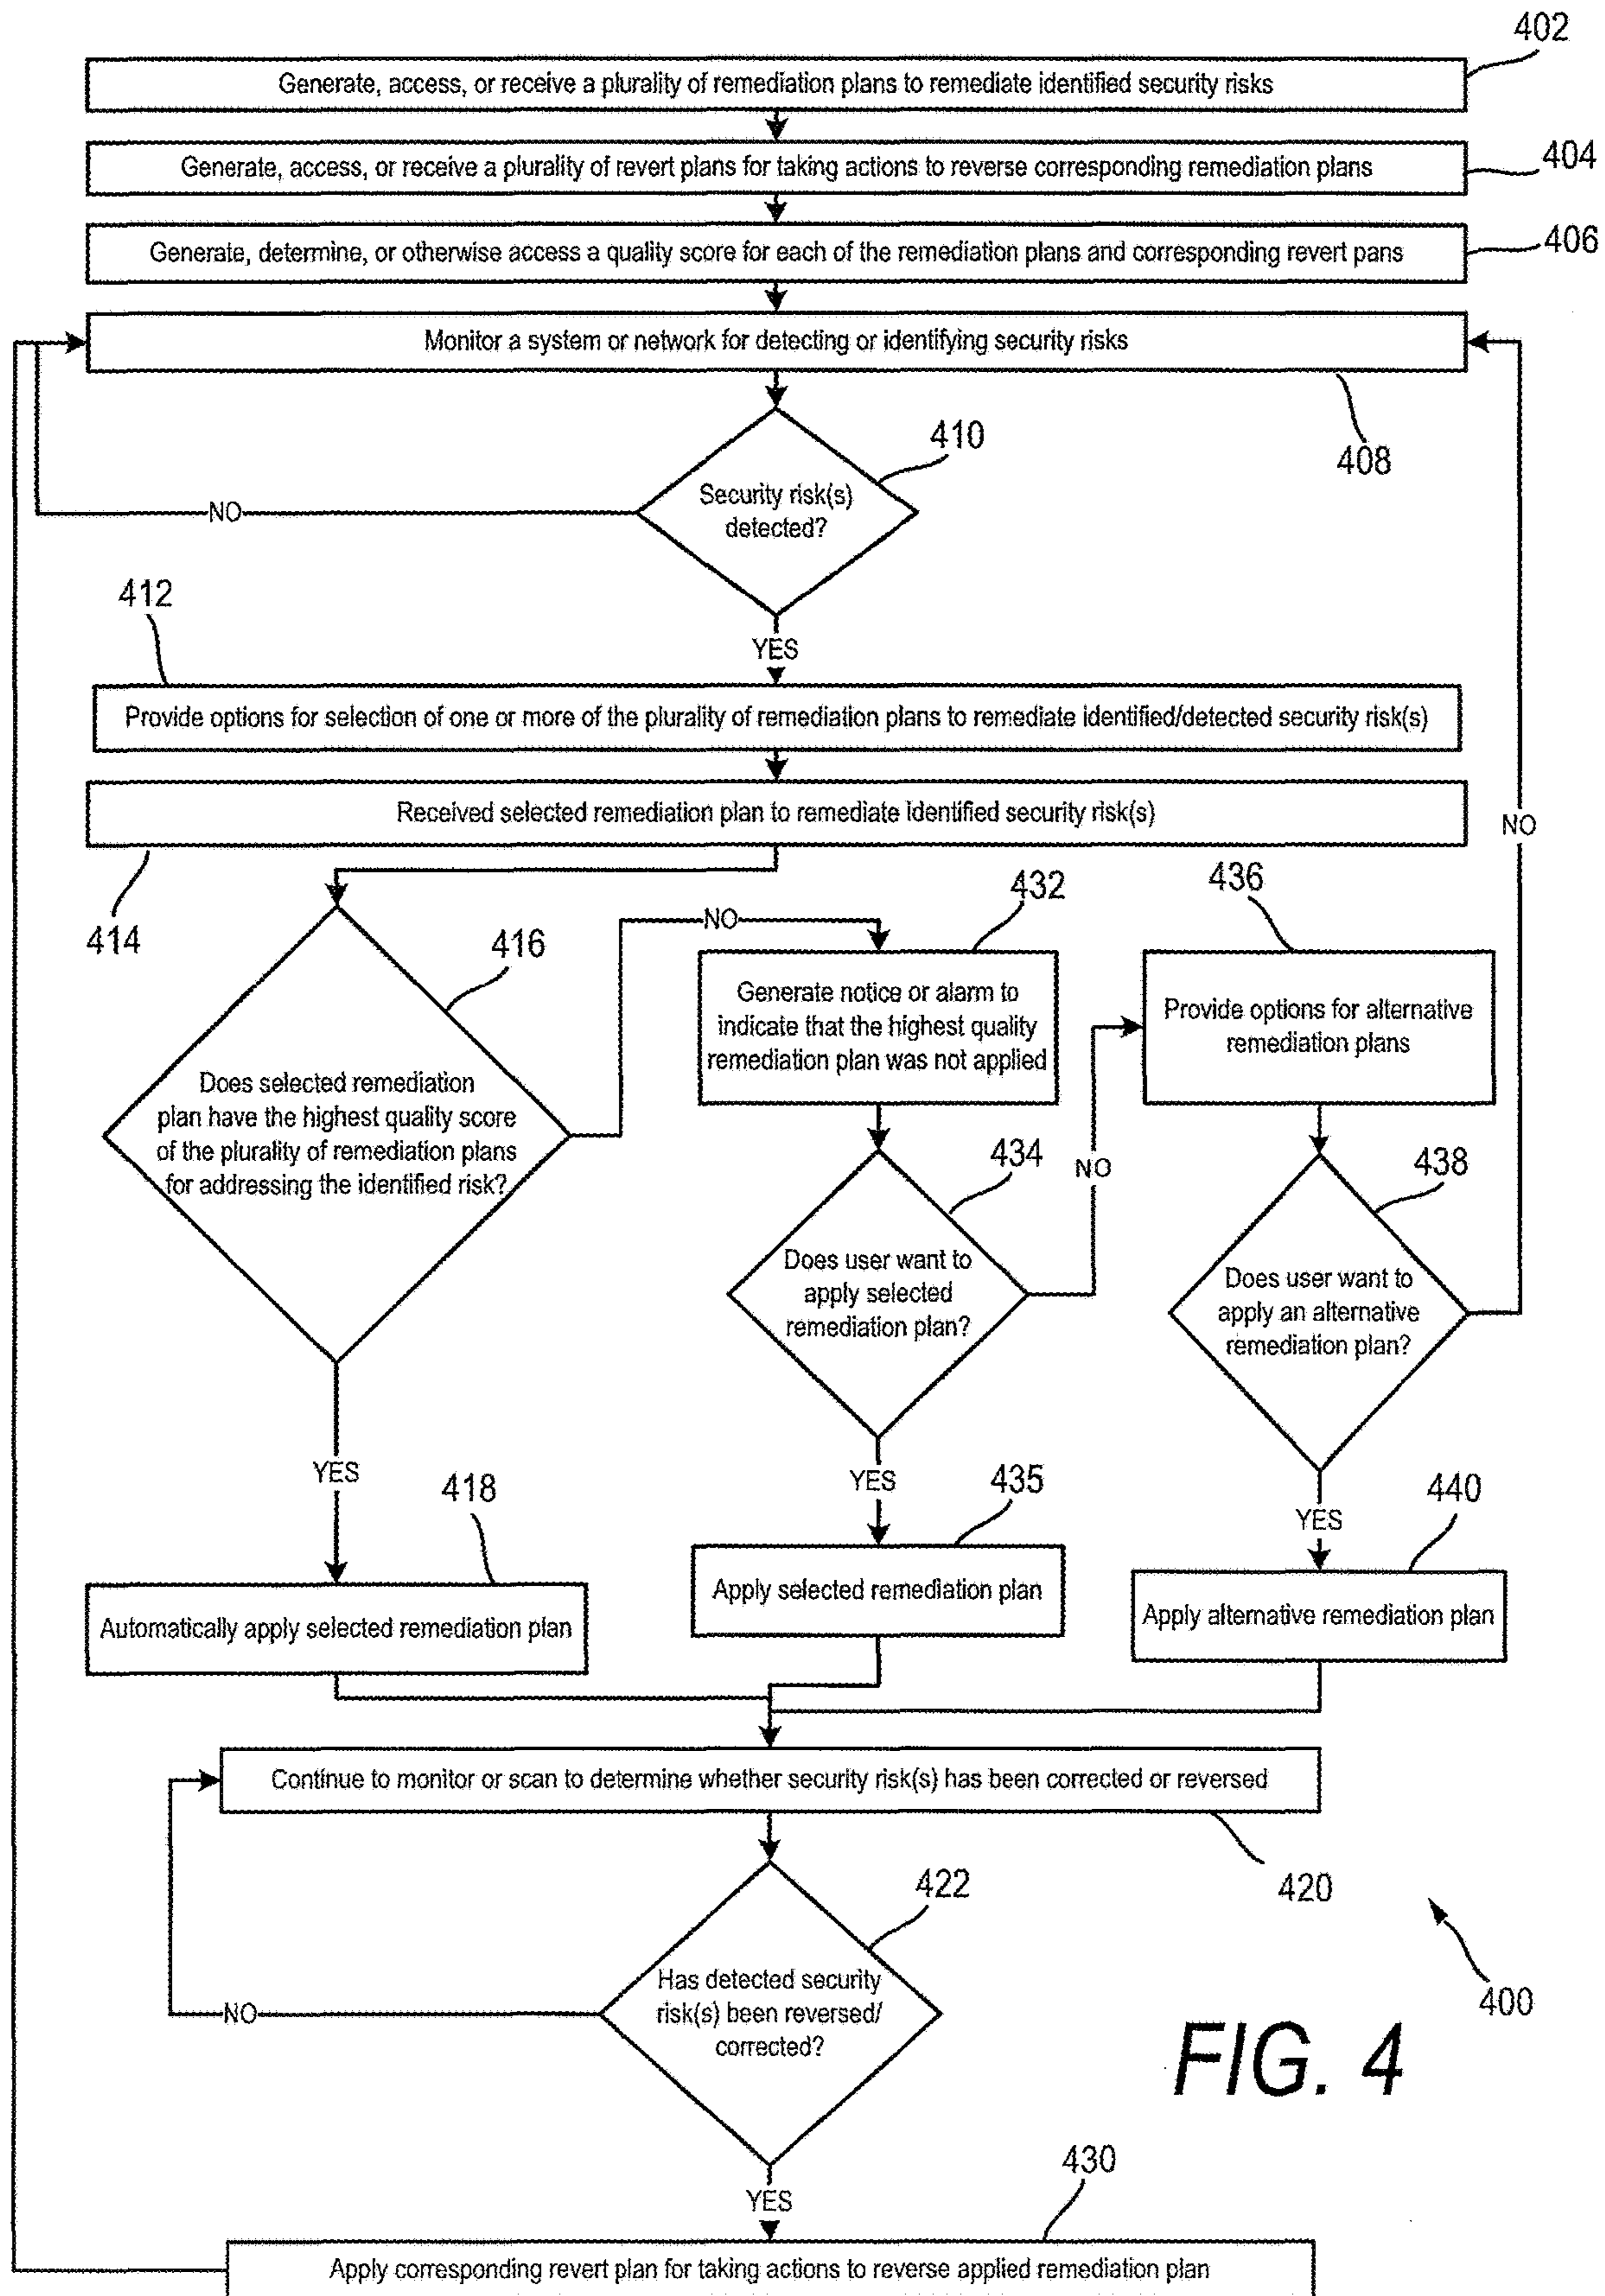 402
Generate, access, or receive a plurality of remediation plans to remediate identified security risks
404
Generate, access, or receive a plurality of revert plans for taking actions to reverse corresponding remediation plans
406
Generate, determine, or otherwise access a quality score for each of the remediation plans and corresponding revert pans
Monitor a system or network for detecting or identifying security risks
408
410
Security risk(s)
detected?
NO
YES
412
Provide options for selection of one or more of the plurality of remediation plans to remediate identified/detected security risk(s)
Received selected remediation plan to remediate identified security risk(s)
414
NO
416
Does selected remediation
plan have the highest quality score
of the plurality of remediation plans
for addressing the identified risk?
NO
432
Generate notice or alarm to
indicate that the highest quality
remediation plan was not applied
436
Provide options for alternative
remediation plans
434
Does user want to
apply selected
remediation plan?
NO
438
Does user want to
apply an alternative
remediation plan?
YES
418
Automatically apply selected remediation plan
YES
435
Apply selected remediation plan
YES
440
Apply alternative remediation plan
Continue to monitor or scan to determine whether security risk(s) has been corrected or reversed
420
422
Has detected security
risk(s) been reversed/
corrected?
NO
400
FIG. 4
YES
430
Apply corresponding revert plan for taking actions to reverse applied remediation plan